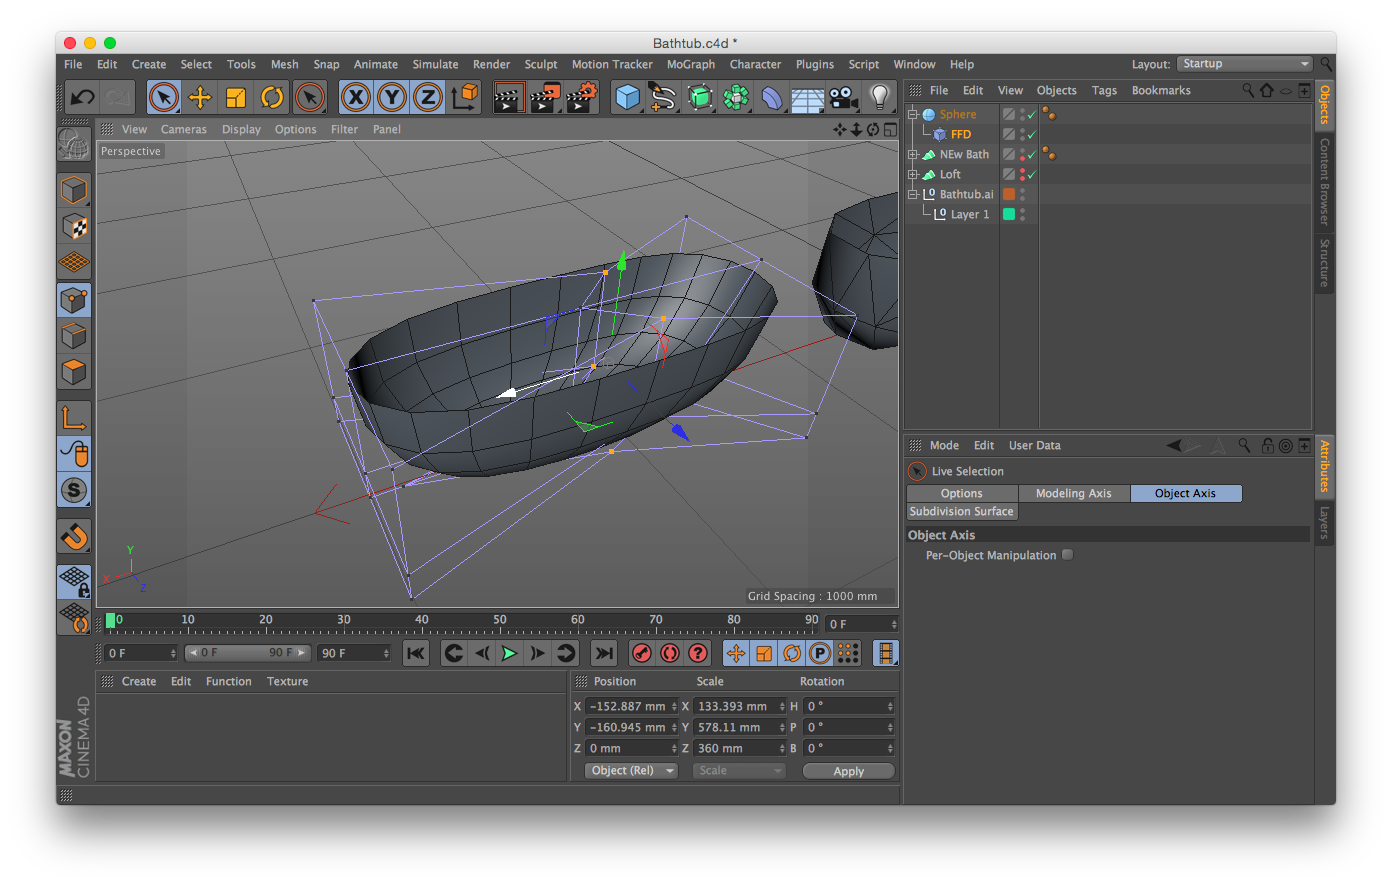 Bathtub.c4d *
File Edit Create Select Tools Mesh Snap Animate Simulate Render Sculpt Motion Tracker MoGraph Character Plugins Script Window Help Layout: Startup
X Y Z
File Edit View Objects Tags Bookmarks
View Cameras Display Options Filter Panel
Perspective
Sphere
FFD
NEw Bath
Loft
Bathtub.ai
Layer 1
Objects
Content Browser
Structure
Mode Edit User Data
Live Selection
Options Modeling Axis Object Axis
Subdivision Surface
Object Axis
Per-Object Manipulation
Attributes
Layers
S
Y
X
Z
Grid Spacing : 1000 mm
0 10 20 30 40 50 60 70 80 90 0 F
0 F 0 F 90 F 90 F ? P
Create Edit Function Texture
Position Scale Rotation
X -152.887 mm X 133.393 mm H 0 °
Y -160.945 mm Y 578.11 mm P 0 °
Z 0 mm Z 360 mm B 0 °
Object (Rel) Scale Apply
MAXON
CINEMA 4D